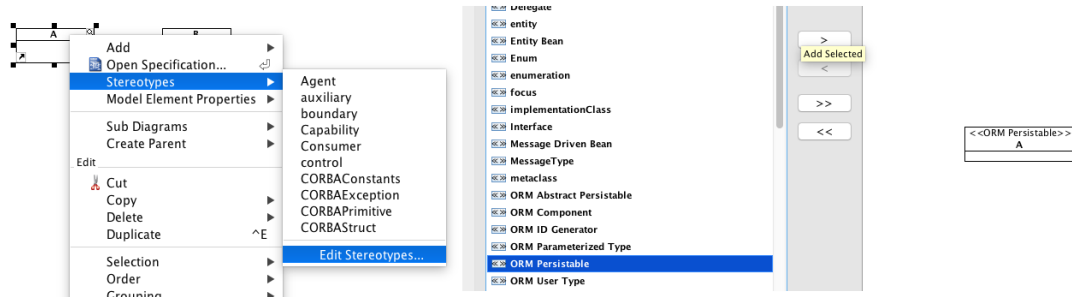 A
B
Add
Open Specification...
Stereotypes
Model Element Properties
Sub Diagrams
Create Parent
Edit
Cut
Copy
Delete
Duplicate ^E
Selection
Order
Grouping
Agent
auxiliary
boundary
Capability
Consumer
control
CORBAConstants
CORBAException
CORBAPrimitive
CORBAStruct
Edit Stereotypes...
Delegate
entity
Entity Bean
Enum
enumeration
focus
implementationClass
Interface
Message Driven Bean
MessageType
metaclass
ORM Abstract Persistable
ORM Component
ORM ID Generator
ORM Parameterized Type
ORM Persistable
ORM User Type
>
Add Selected
<
>>
<<
<<ORM Persistable>>
A